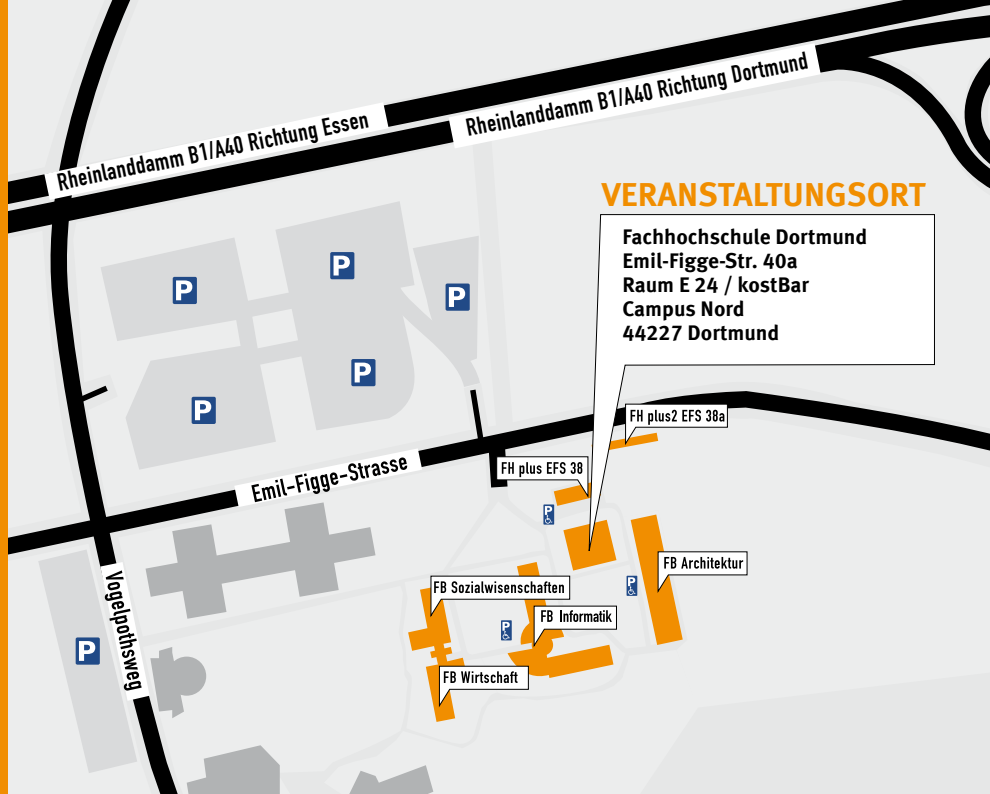 Rheinlanddamm B1/A40 Richtung Essen
Rheinlanddamm B1/A40 Richtung Dortmund
VERANSTALTUNGSORT
Fachhochschule Dortmund
Emil-Figge-Str. 40a
Raum E 24 / kostBar
Campus Nord
44227 Dortmund
P
P
P
P
P
FH plus2 EFS 38a
FH plus EFS 38
Emil-Figge-Strasse
P
FB Architektur
P
FB Sozialwisenschaften
FB Informatik
P
Vogelpothsweg
P
FB Wirtschaft